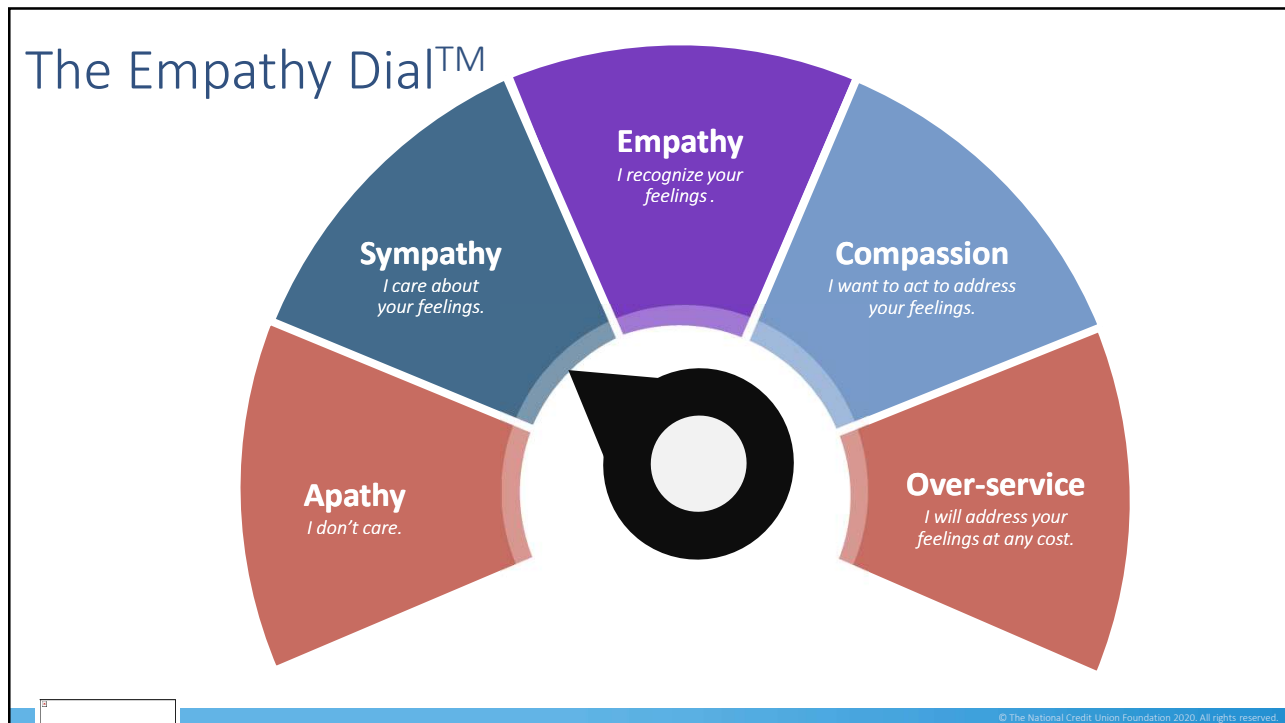 The Empathy Dial™
Empathy
I recognize your
feelings .
Sympathy
I care about
your feelings.
Compassion
I want to act to address
your feelings.
Apathy
I don't care.
Over-service
I will address your
feelings at any cost.
© The National Credit Union Foundation 2020. All rights reserved.